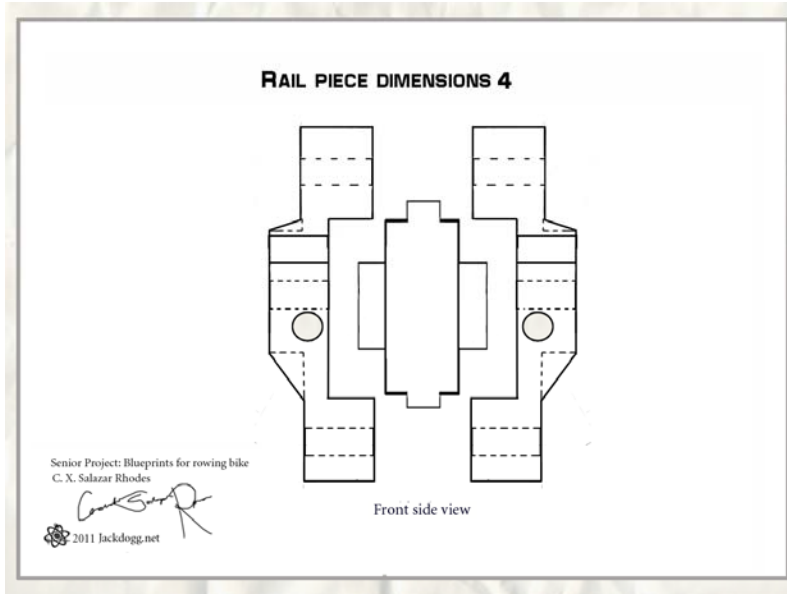 RAIL PIECE DIMENSIONS 4
Senior Project: Blueprints for rowing bike
C. X. Salazar Rhodes
2011 Jackdogg.net
Front side view